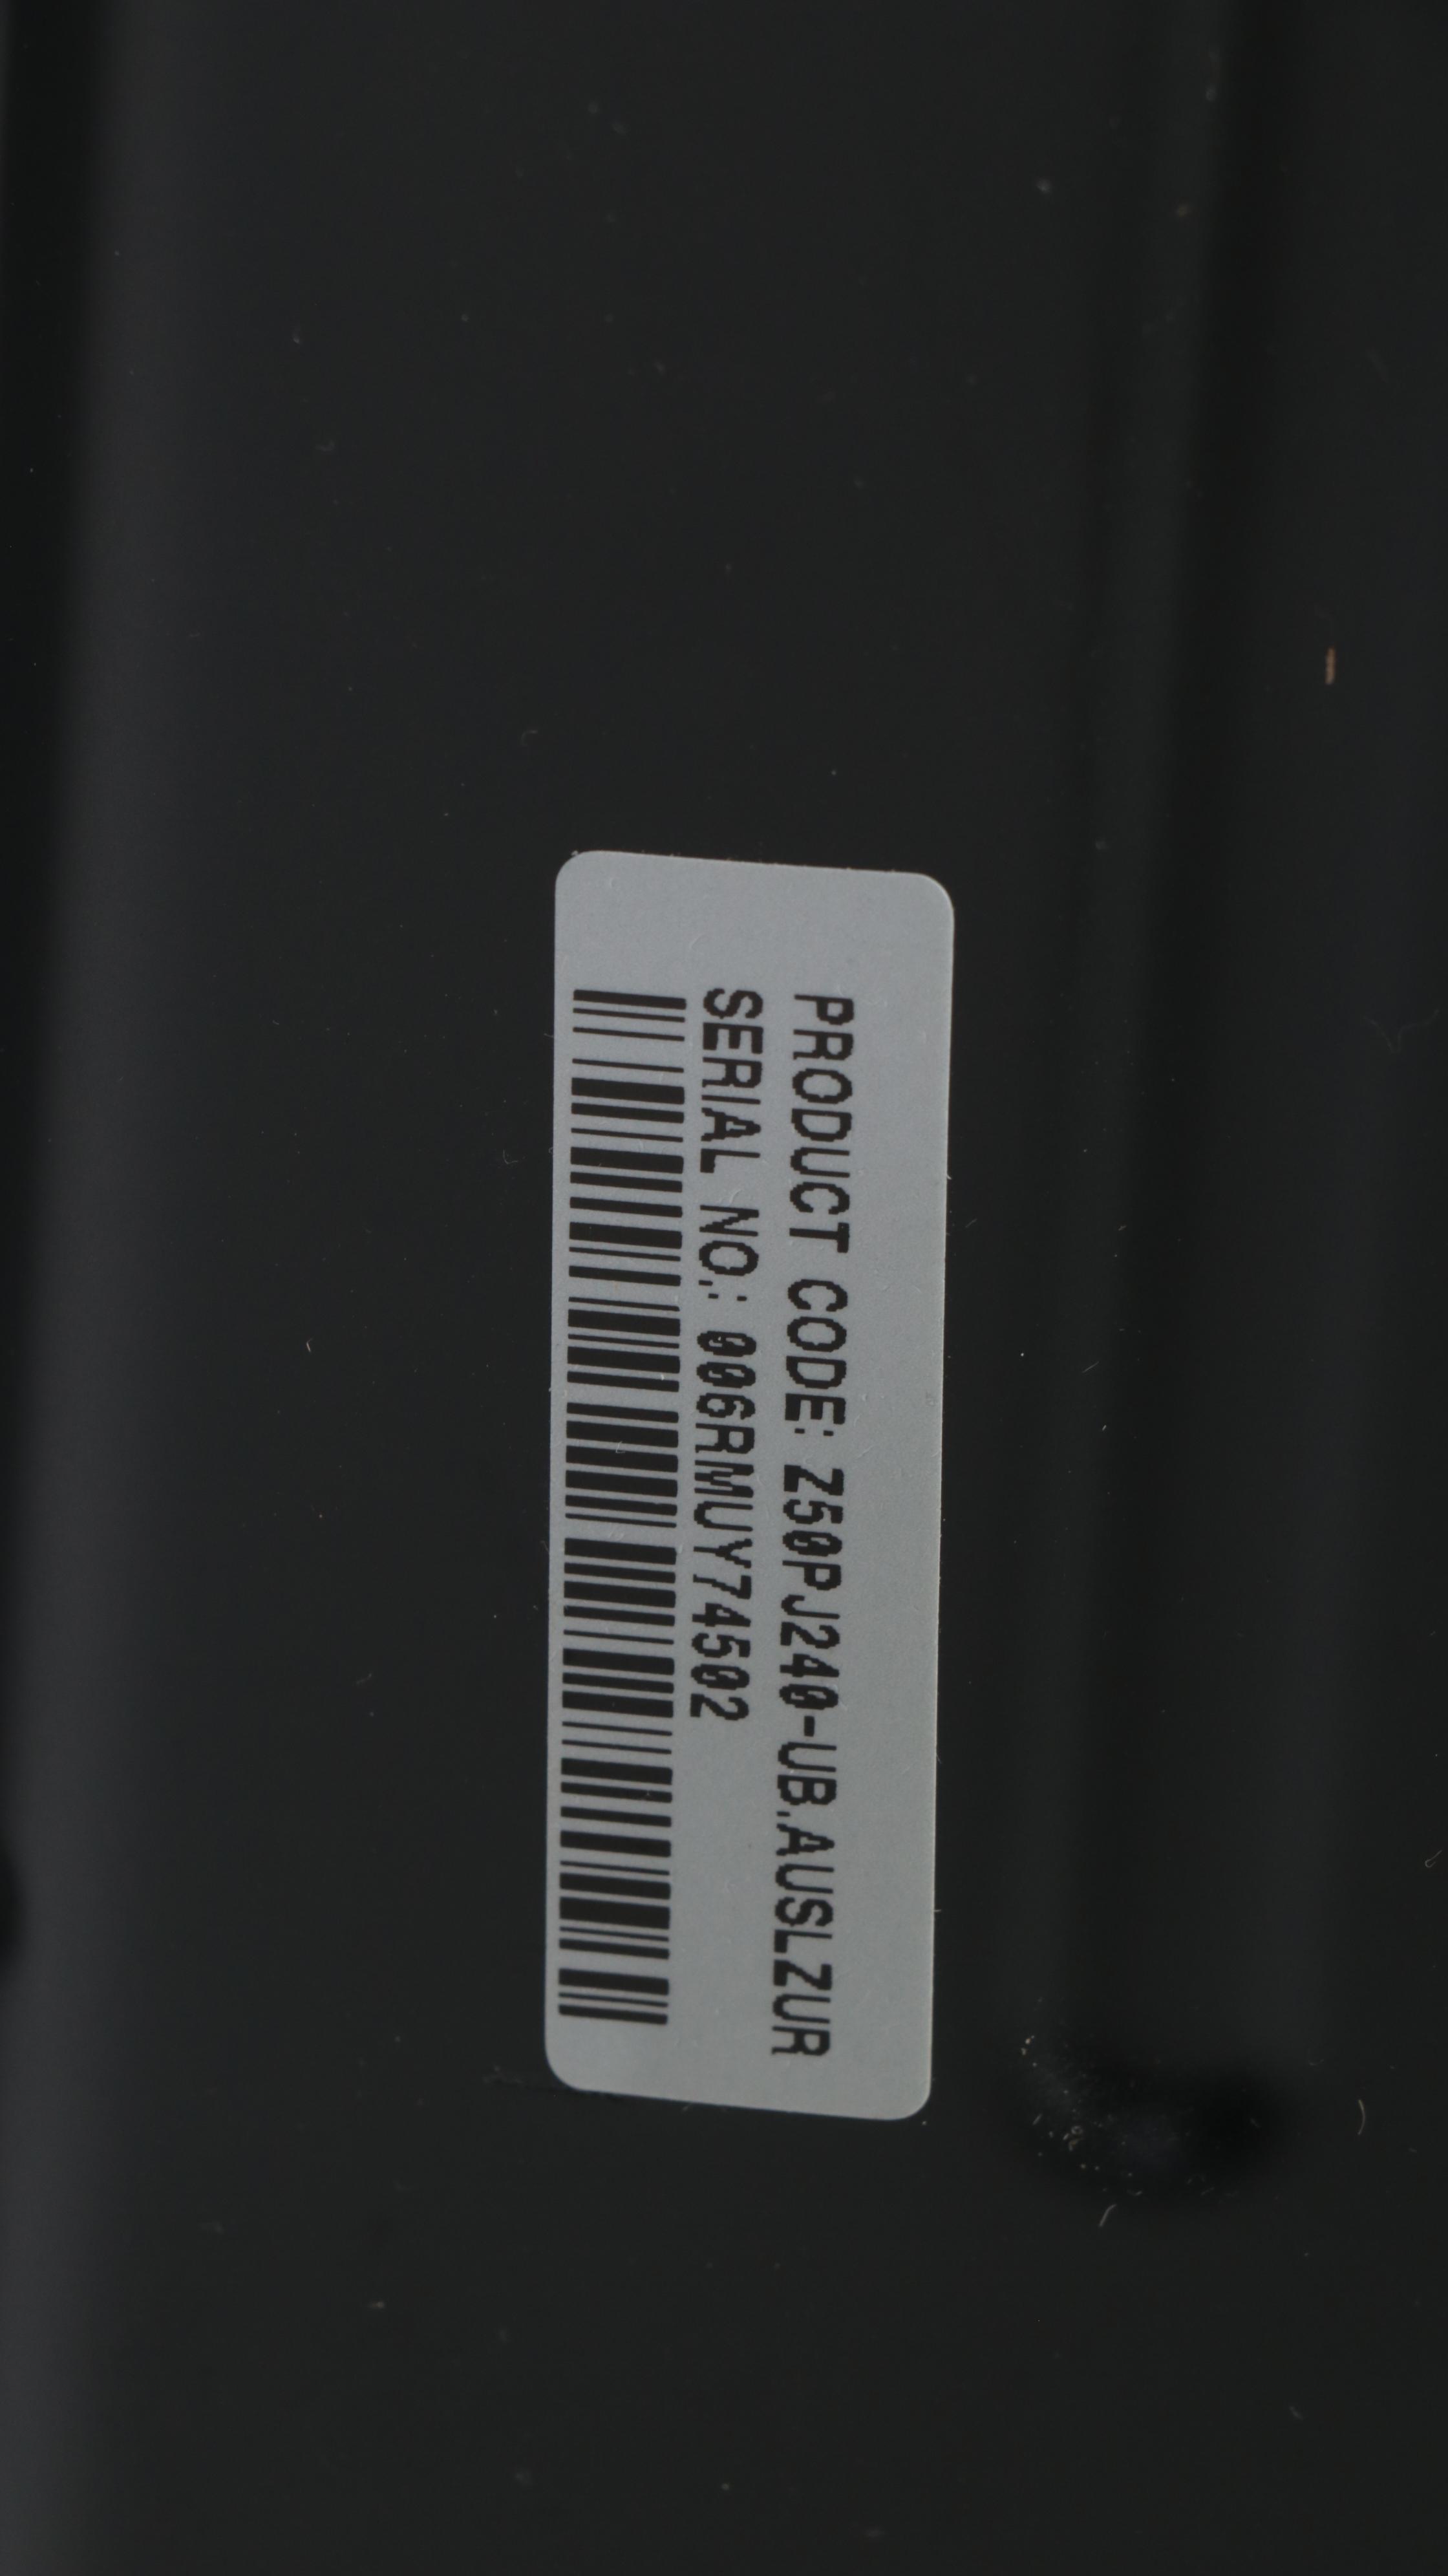 PRODUCT CODE: Z50PJ240-UB.AUSLZUR
SERIAL NO.: 006RMUY74502